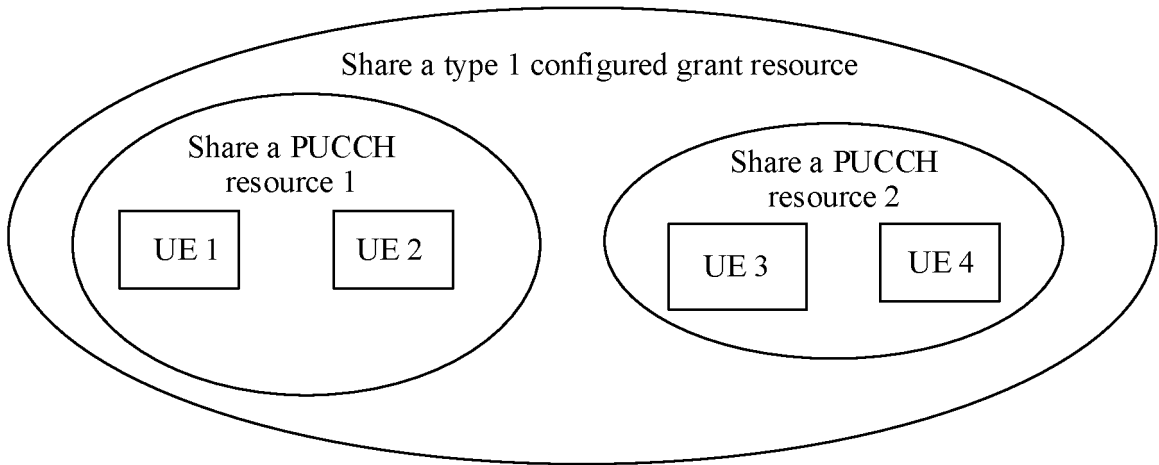 Share a type 1 configured grant resource
Share a PUCCH
resource 1
UE 1
UE 2
Share a PUCCH
resource 2
UE 3
UE 4